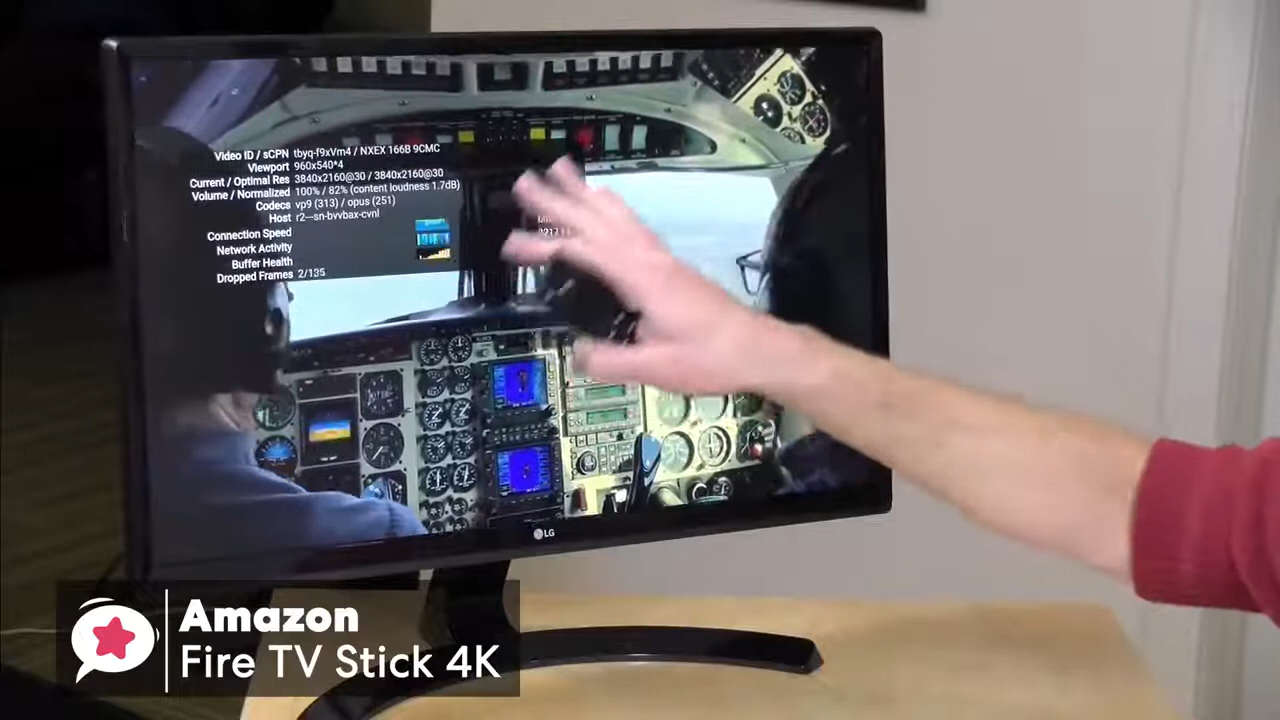 Video ID / sCPN tbyq-f9xVm4 / NXEX 166B 9CMC
Viewport 960x540*4
Current / Optimal Res 3840x2160@30 / 3840x2160@30
Volume / Normalized 100% / 82% (content loudness 1.7dB)
Codecs vp9 (313) / opus (251)
Host r2---sn-bvvbax-cvnl
Connection Speed
Network Activity
Buffer Health
Dropped Frames 2/135
LG
Amazon
Fire TV Stick 4K